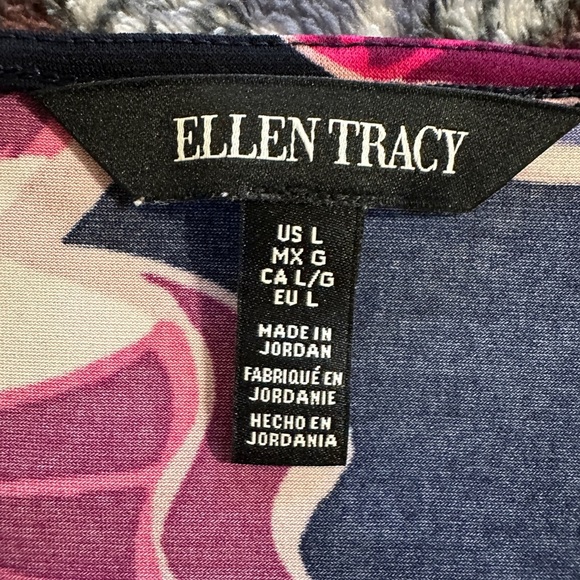 ELLEN TRACY
US L
MX G
CA L/G
EU L
MADE IN
JORDAN
FABRIQUÉ EN
JORDANIE
HECHO EN
JORDANIA